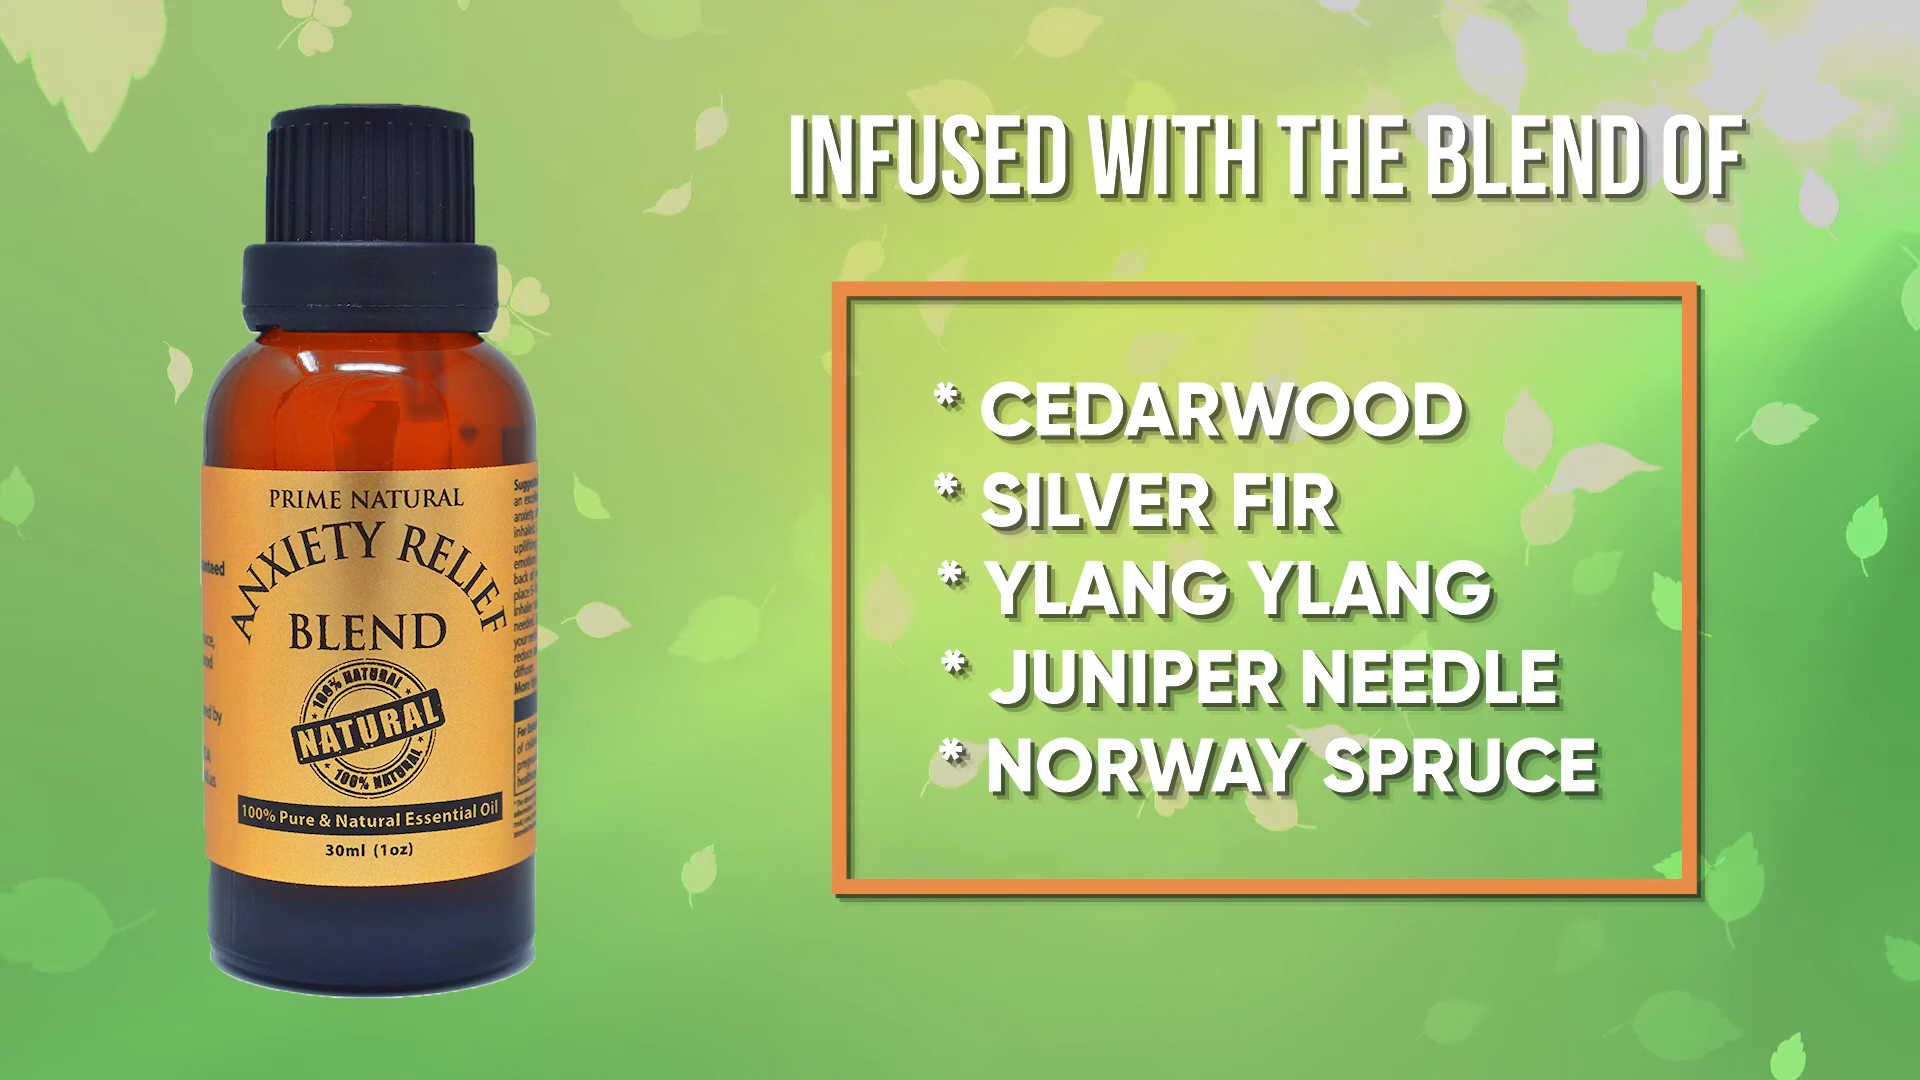 INFUSED WITH THE BLEND OF
* CEDARWOOD
* SILVER FIR
* YLANG YLANG
* JUNIPER NEEDLE
* NORWAY SPRUCE
PRIME NATURAL
ANXIETY RELIEF
BLEND
100% NATURAL
NATURAL
100% NATURAL
100% Pure & Natural Essential Oil
30ml (1oz)